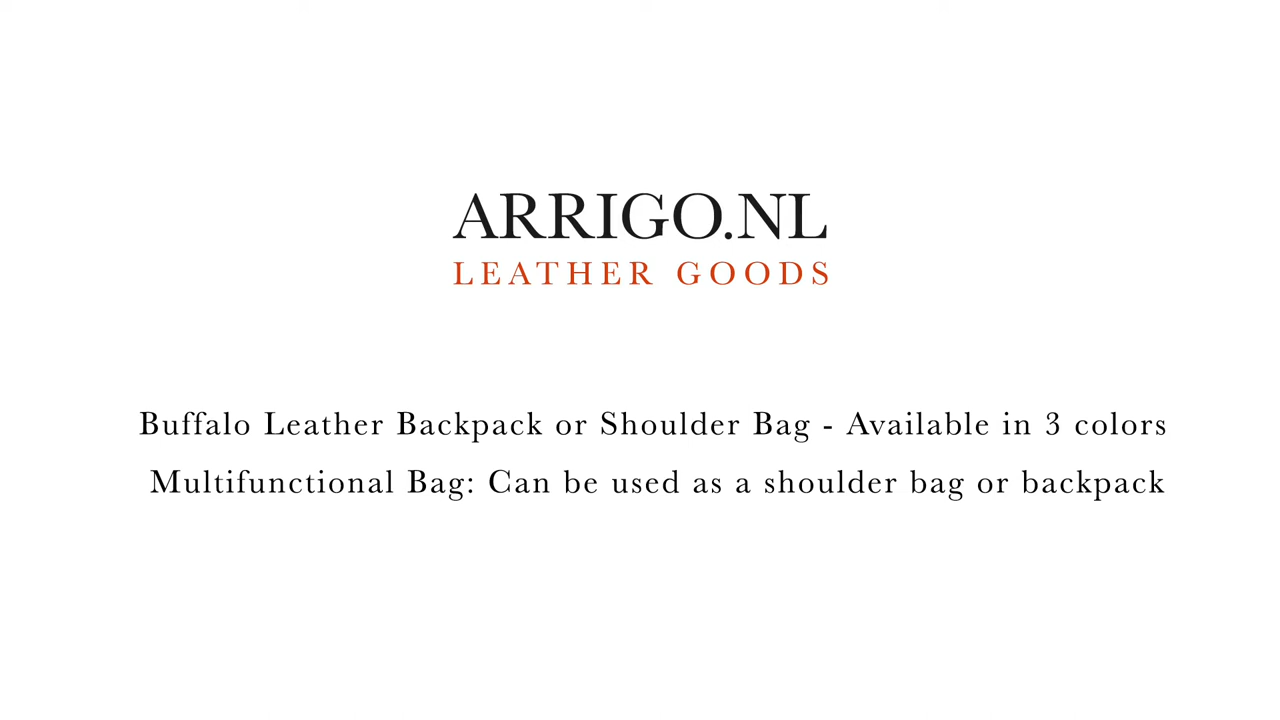 ARRIGO.NL
LEATHER GOODS
Buffalo Leather Backpack or Shoulder Bag - Available in 3 colors
Multifunctional Bag: Can be used as a shoulder bag or backpack